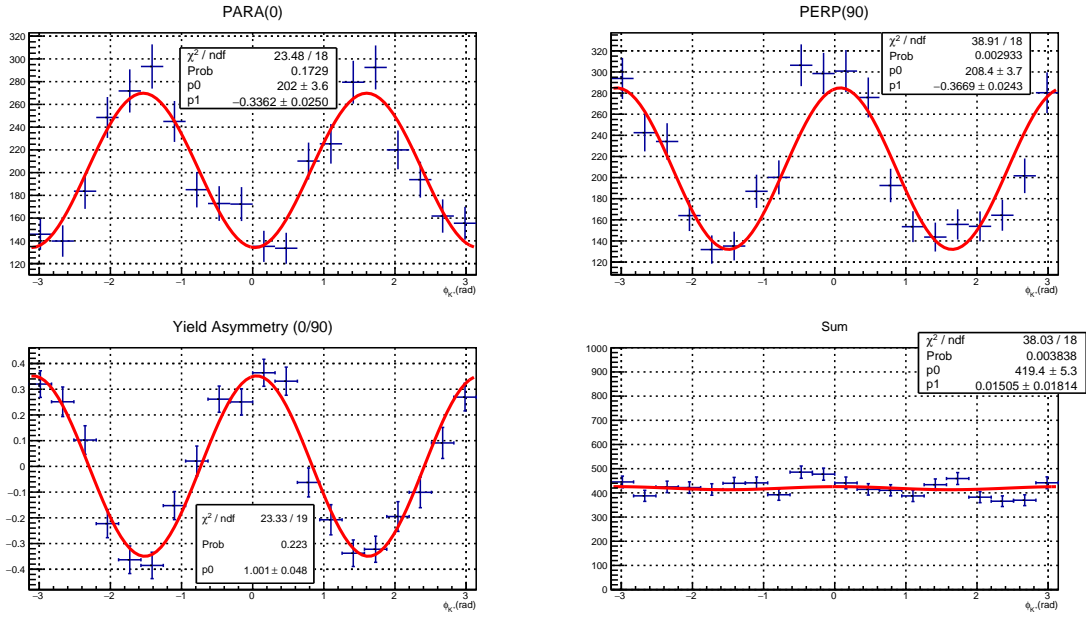 PARA(0)
χ² / ndf 23.48 / 18
Prob 0.1729
p0 202 ± 3.6
p1 −0.3362 ± 0.0250
320
300
280
260
240
220
200
180
160
140
120
−3 −2 −1 0 1 2 3
ϕK⁺(rad)
PERP(90)
χ² / ndf 38.91 / 18
Prob 0.002933
p0 208.4 ± 3.7
p1 −0.3669 ± 0.0243
320
300
280
260
240
220
200
180
160
140
120
−3 −2 −1 0 1 2 3
ϕK⁺(rad)
Yield Asymmetry (0/90)
0.4
0.3
0.2
0.1
0
−0.1
−0.2
−0.3
−0.4
χ² / ndf 23.33 / 19
Prob 0.223
p0 1.001 ± 0.048
−3 −2 −1 0 1 2 3
ϕK⁺(rad)
Sum
χ² / ndf 38.03 / 18
Prob 0.003838
p0 419.4 ± 5.3
p1 0.01505 ± 0.01814
1000
900
800
700
600
500
400
300
200
100
0
−3 −2 −1 0 1 2 3
ϕK⁺(rad)